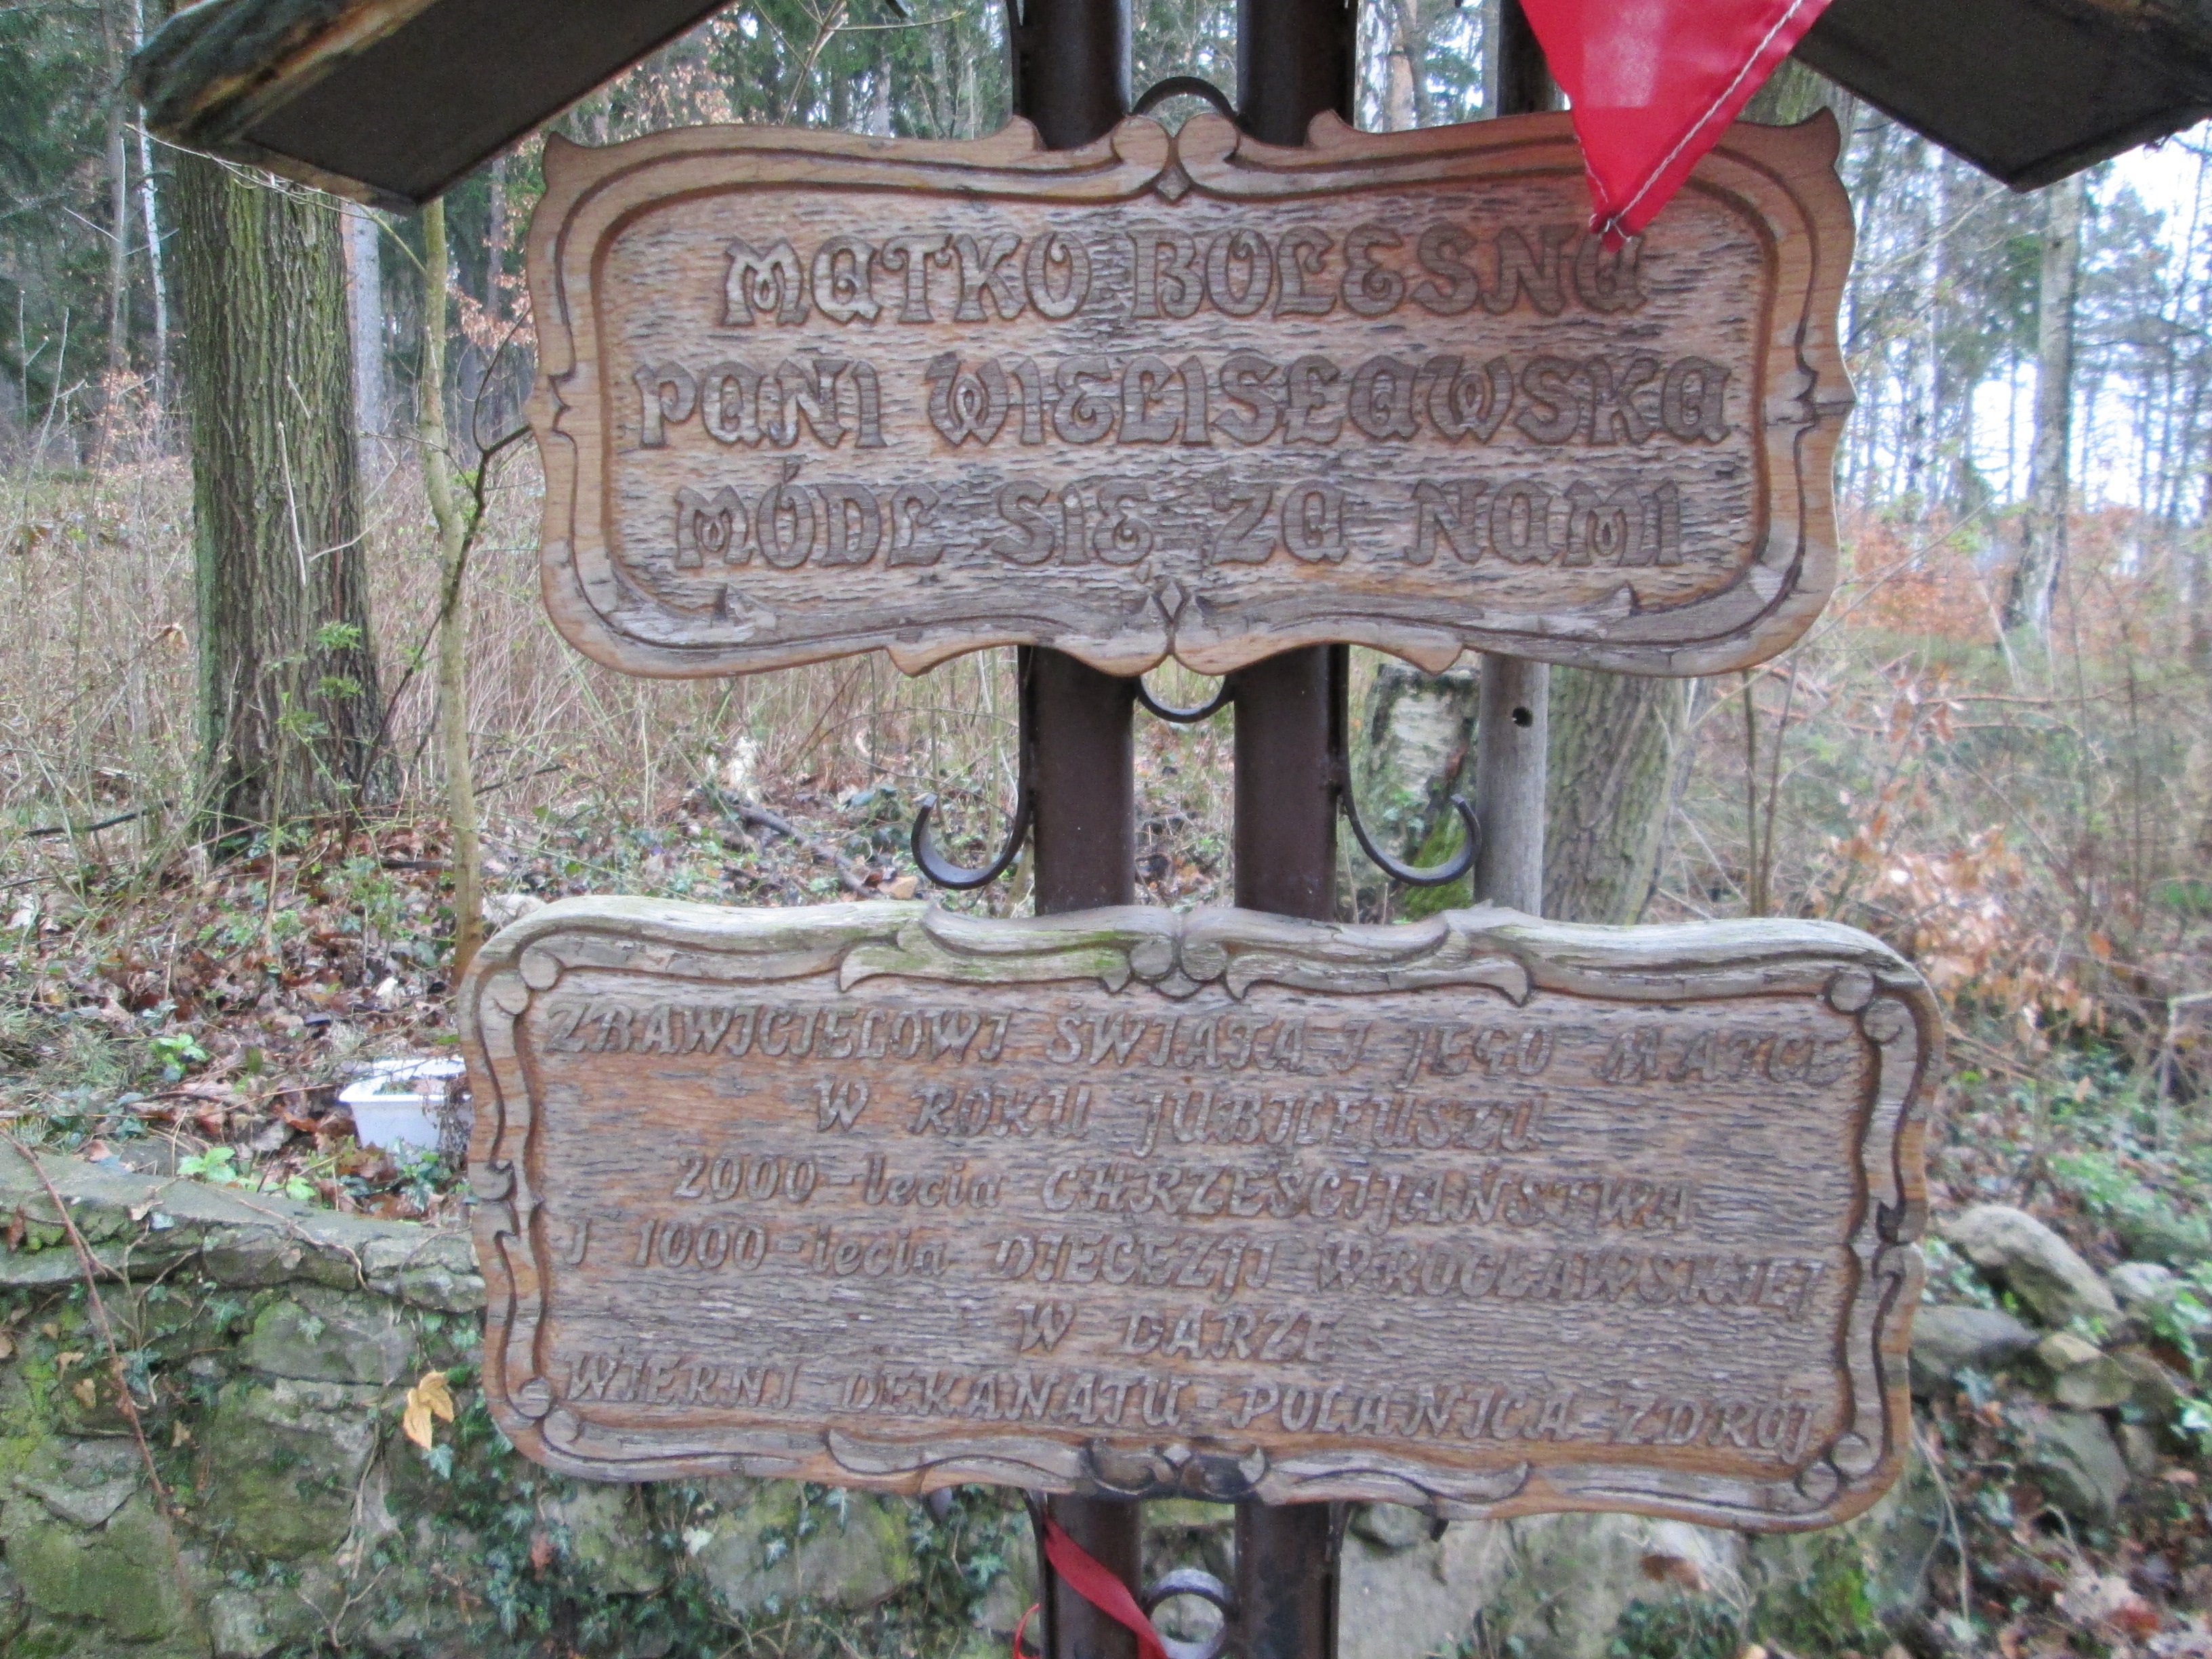 MATKO BOLESNA
PANI WIELISŁAWSKA
MÓDL SIĘ ZA NAMI
ZBAWICIELOWI ŚWIATA I JEGO MATCE
W ROKU JUBILEUSZU
2000-lecia CHRZEŚCIJAŃSTWA
I 1000-lecia DIECEZJI WROCŁAWSKIEJ
W DARZE
WIERNI DEKANATU POLANICA ZDRÓJ